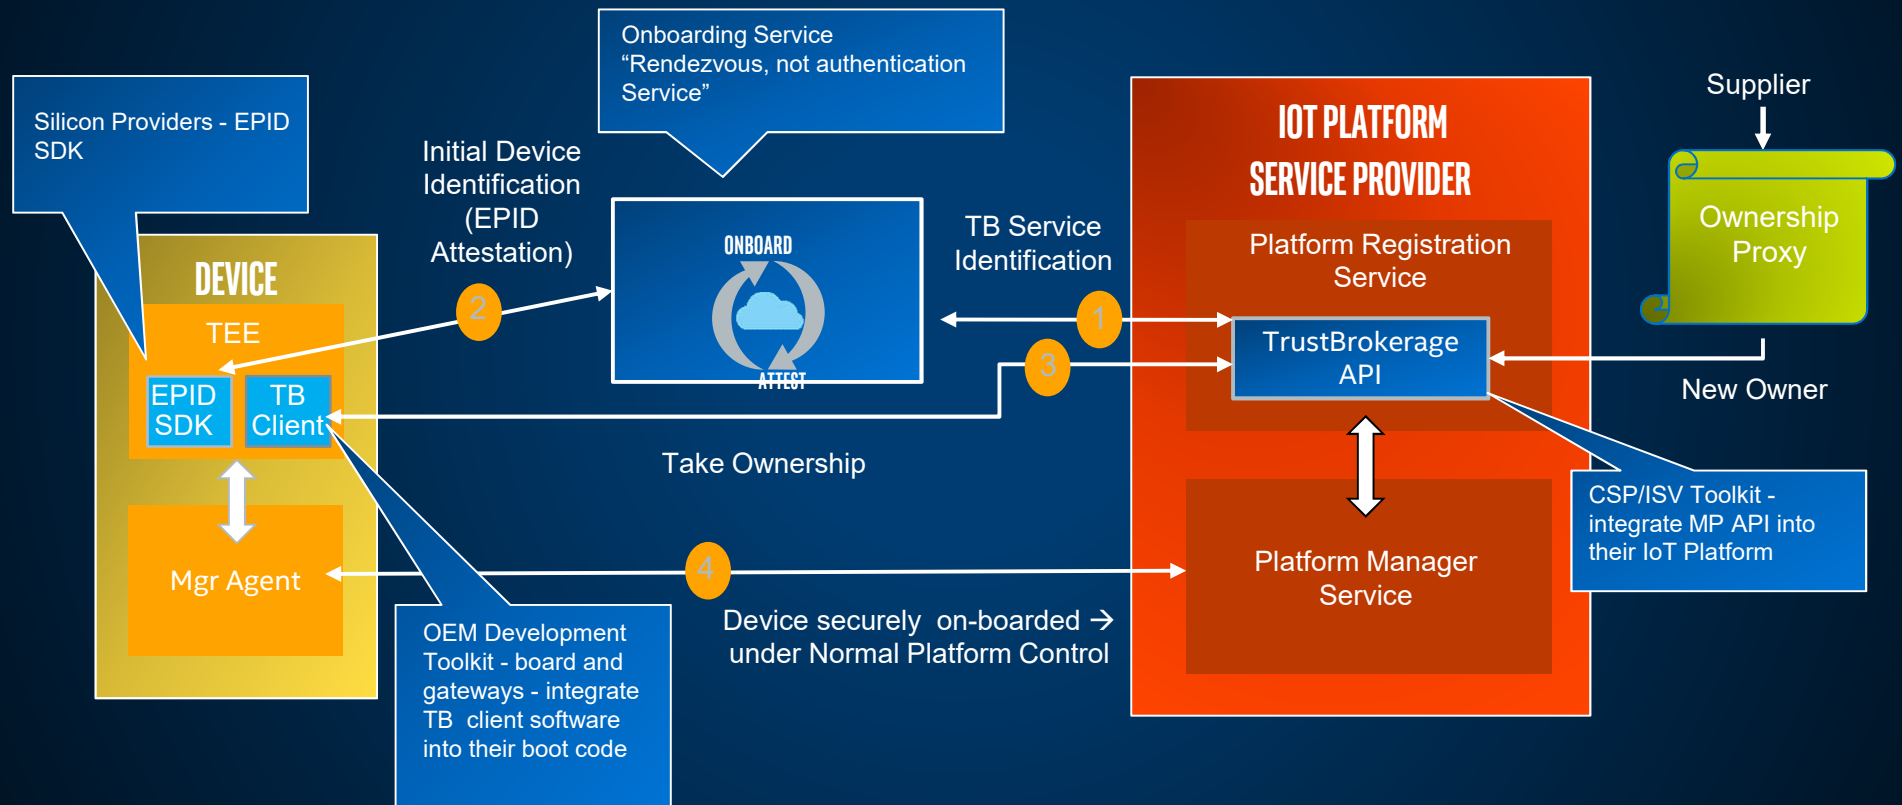 Onboarding Service
“Rendezvous, not authentication
Service”
Silicon Providers - EPID
SDK
Initial Device
Identification
(EPID
Attestation)
2
DEVICE
TEE
EPID
SDK
TB
Client
Mgr Agent
ONBOARD
ATTEST
TB Service
Identification
1
3
Take Ownership
4
Device securely  on-boarded →
under Normal Platform Control
OEM Development
Toolkit - board and
gateways - integrate
TB  client software
into their boot code
IOT PLATFORM
SERVICE PROVIDER
Platform Registration
Service
TrustBrokerage
API
Platform Manager
Service
Supplier
Ownership
Proxy
New Owner
CSP/ISV Toolkit -
integrate MP API into
their IoT Platform